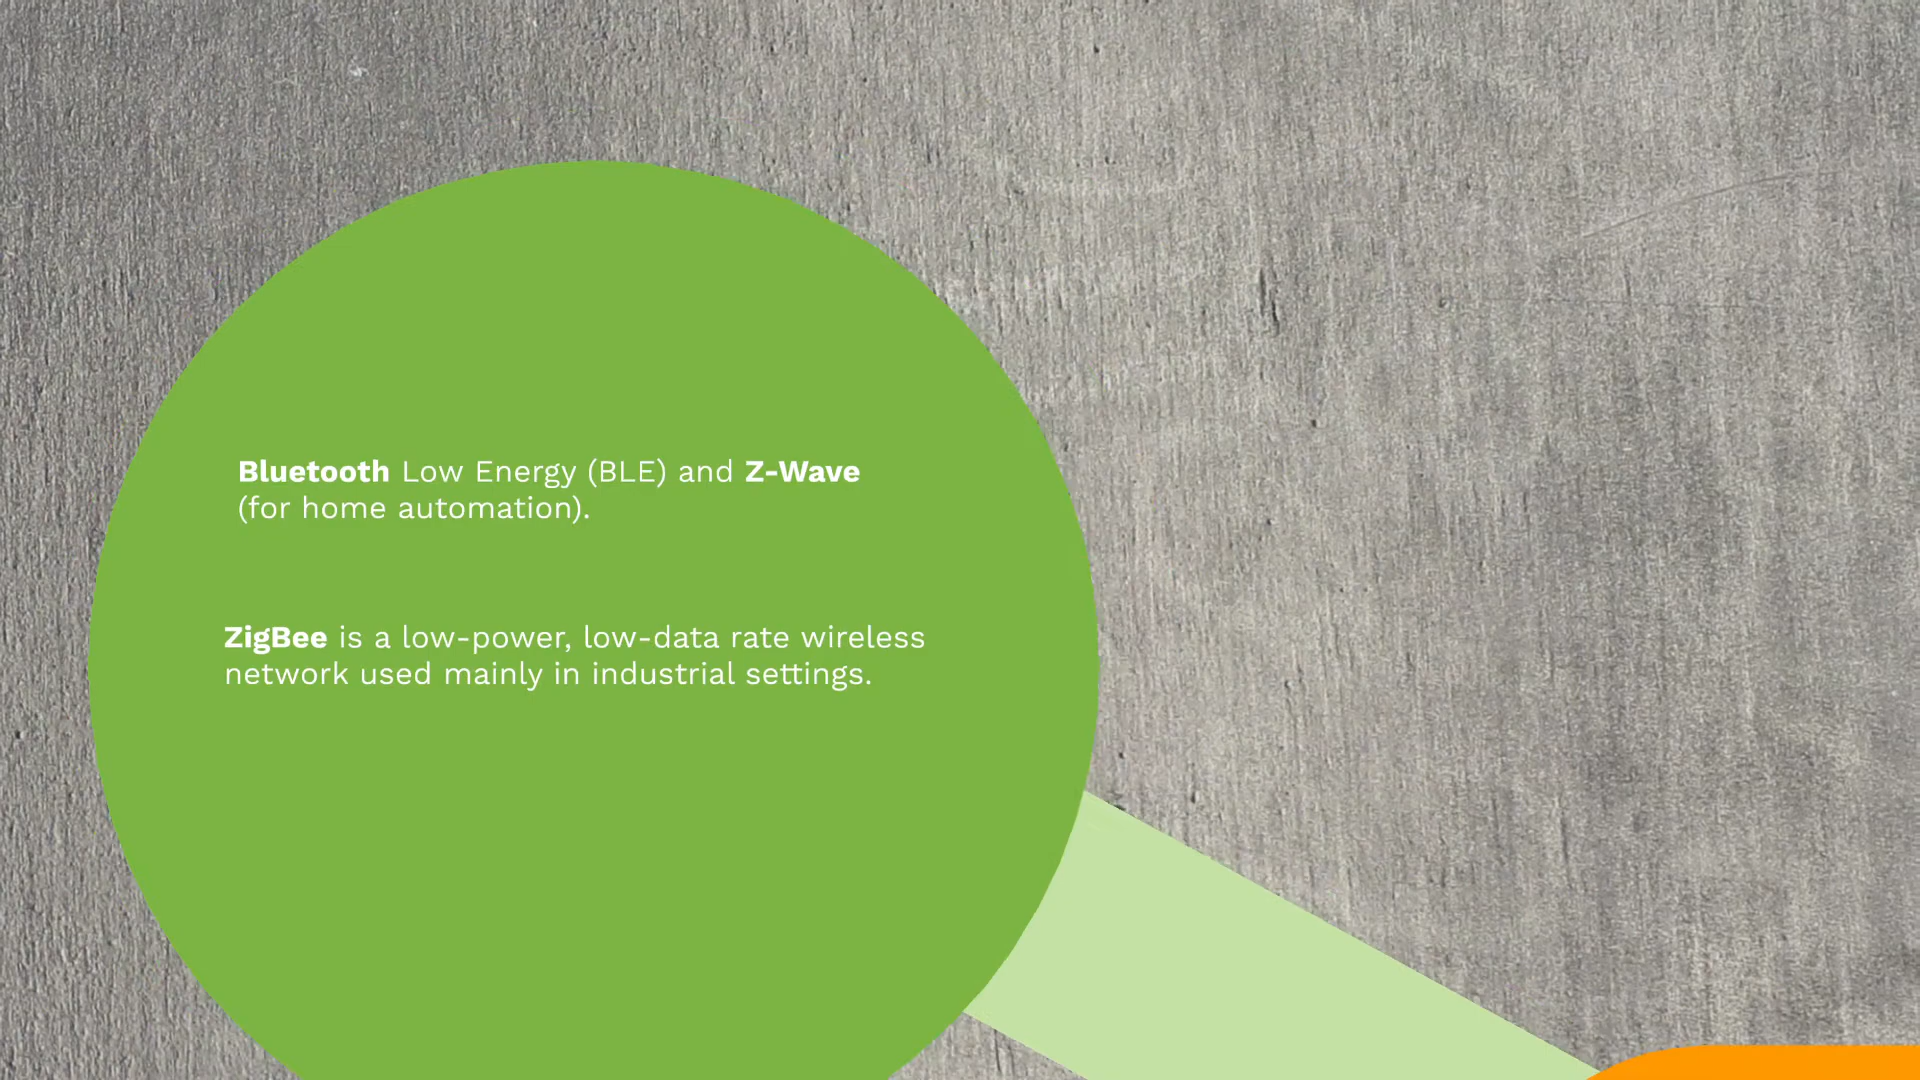 Bluetooth Low Energy (BLE) and Z-Wave
(for home automation).
ZigBee is a low-power, low-data rate wireless
network used mainly in industrial settings.